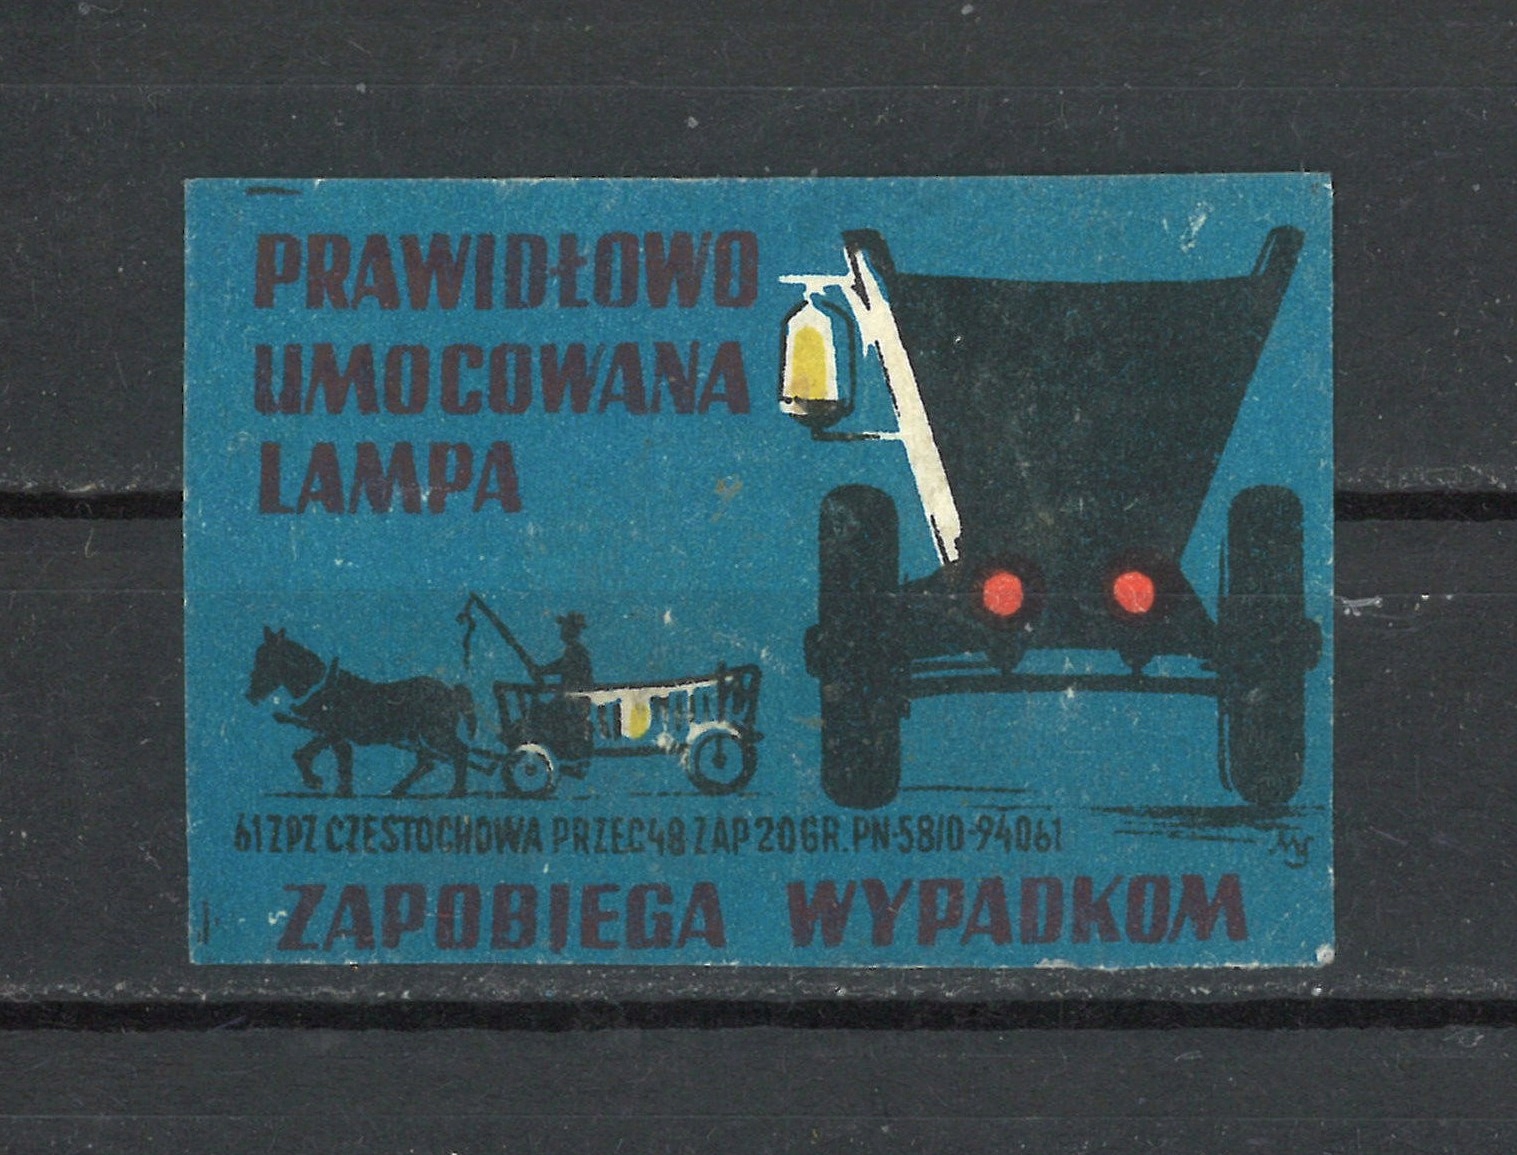 PRAWIDŁOWO
UMOCOWANA
LAMPA
61 ZPZ CZESTOCHOWA PRZEC 48 ZAP 20 GR. PN-58/0-94061
ZAPOBIEGA WYPADKOM